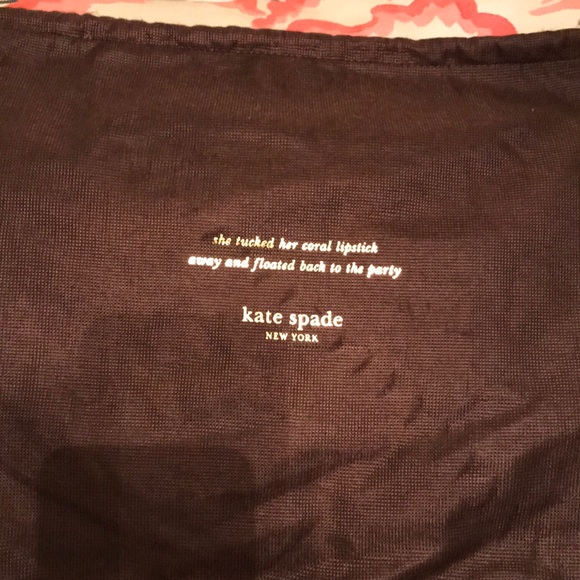 she tucked her coral lipstick
away and floated back to the party
kate spade
NEW YORK